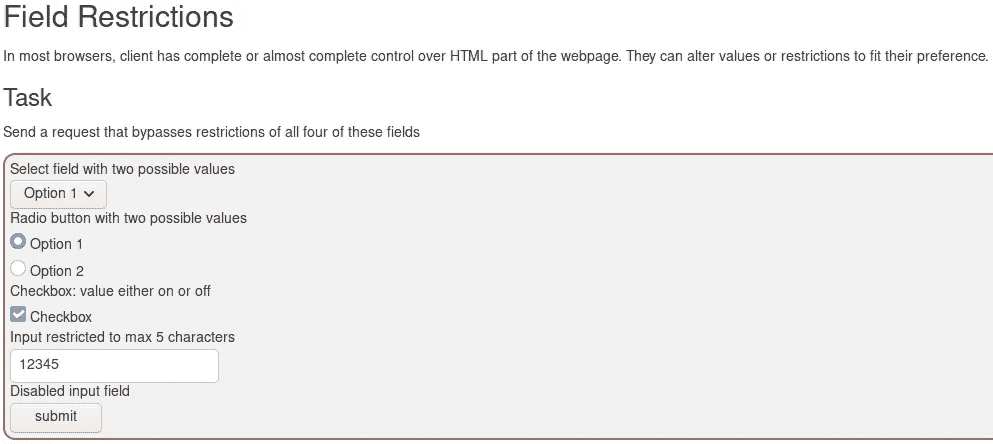 Field Restrictions
In most browsers, client has complete or almost complete control over HTML part of the webpage. They can alter values or restrictions to fit their preference.
Task
Send a request that bypasses restrictions of all four of these fields
Select field with two possible values
Option 1
Radio button with two possible values
Option 1
Option 2
Checkbox: value either on or off
Checkbox
Input restricted to max 5 characters
12345
Disabled input field
submit